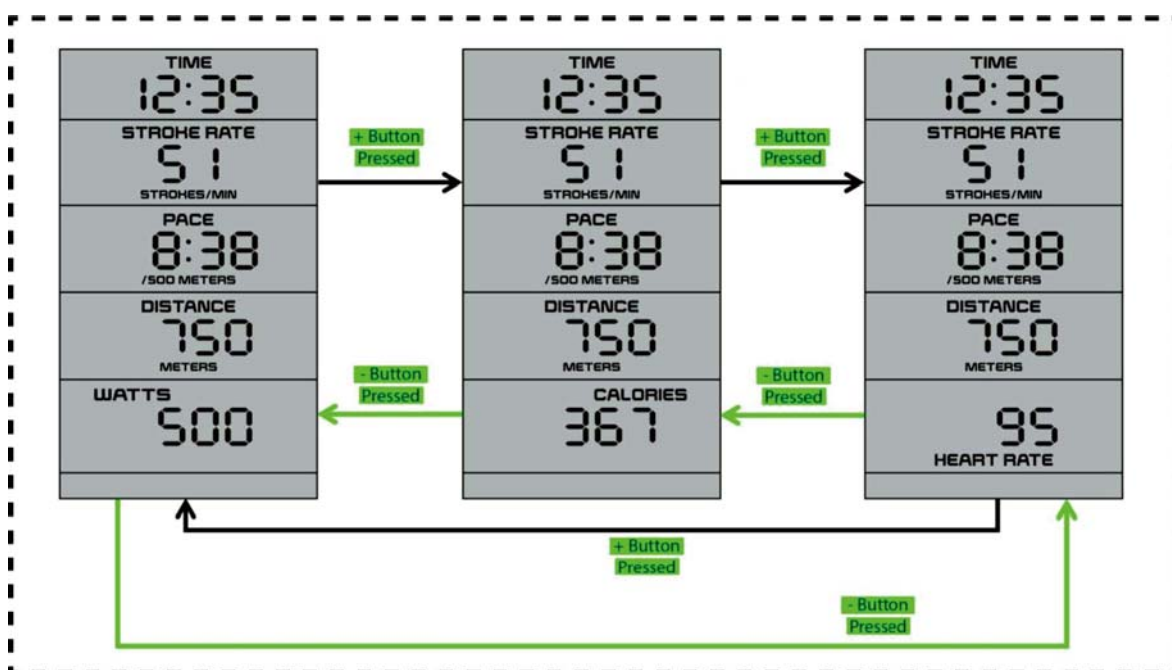 TIME
12:35
STROKE RATE
51
STROKES/MIN
PACE
8:38
/500 METERS
DISTANCE
750
METERS
WATTS
500
+ Button
Pressed
- Button
Pressed
TIME
12:35
STROKE RATE
51
STROKES/MIN
PACE
8:38
/500 METERS
DISTANCE
750
METERS
CALORIES
367
+ Button
Pressed
- Button
Pressed
TIME
12:35
STROKE RATE
51
STROKES/MIN
PACE
8:38
/500 METERS
DISTANCE
750
METERS
95
HEART RATE
+ Button
Pressed
- Button
Pressed